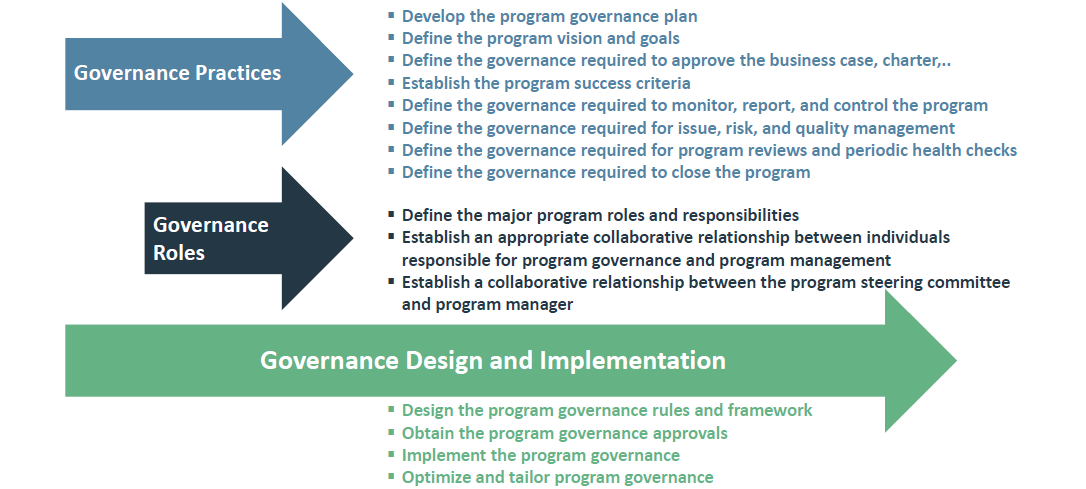 Governance Practices
▪ Develop the program governance plan
▪ Define the program vision and goals
▪ Define the governance required to approve the business case, charter,..
▪ Establish the program success criteria
▪ Define the governance required to monitor, report, and control the program
▪ Define the governance required for issue, risk, and quality management
▪ Define the governance required for program reviews and periodic health checks
▪ Define the governance required to close the program
Governance
Roles
▪ Define the major program roles and responsibilities
▪ Establish an appropriate collaborative relationship between individuals
responsible for program governance and program management
▪ Establish a collaborative relationship between the program steering committee
and program manager
Governance Design and Implementation
▪ Design the program governance rules and framework
▪ Obtain the program governance approvals
▪ Implement the program governance
▪ Optimize and tailor program governance